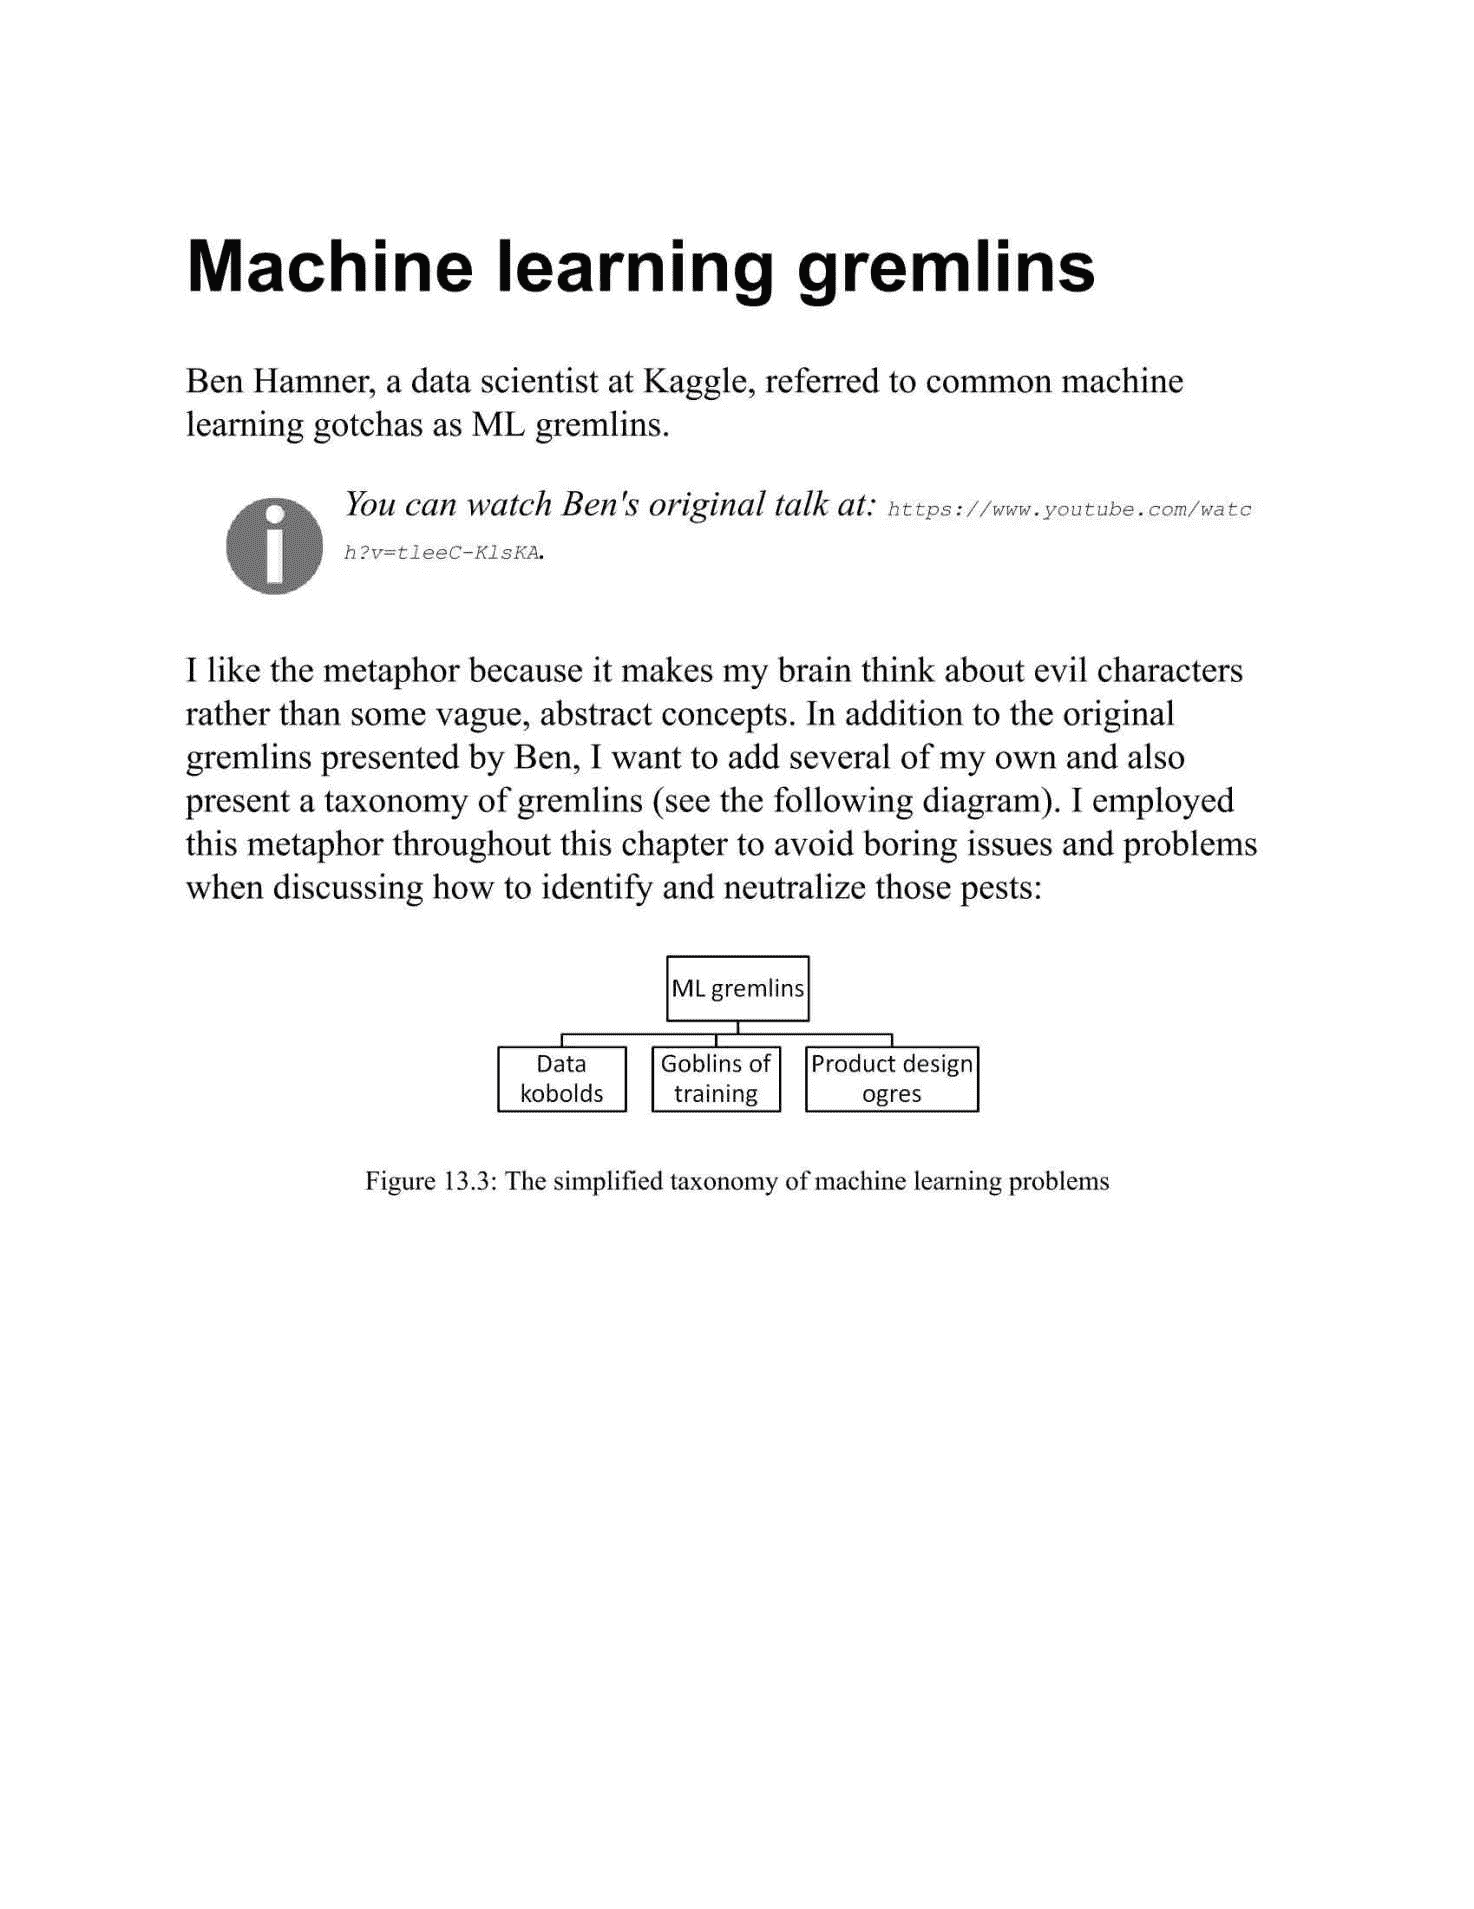 Machine learning gremlins
Ben Hamner, a data scientist at Kaggle, referred to common machine
learning gotchas as ML gremlins.
You can watch Ben's original talk at: https://www.youtube.com/watc
h?v=tleeC-KlsKA.
I like the metaphor because it makes my brain think about evil characters
rather than some vague, abstract concepts. In addition to the original
gremlins presented by Ben, I want to add several of my own and also
present a taxonomy of gremlins (see the following diagram). I employed
this metaphor throughout this chapter to avoid boring issues and problems
when discussing how to identify and neutralize those pests:
ML gremlins
Data
kobolds
Goblins of
training
Product design
ogres
Figure 13.3: The simplified taxonomy of machine learning problems